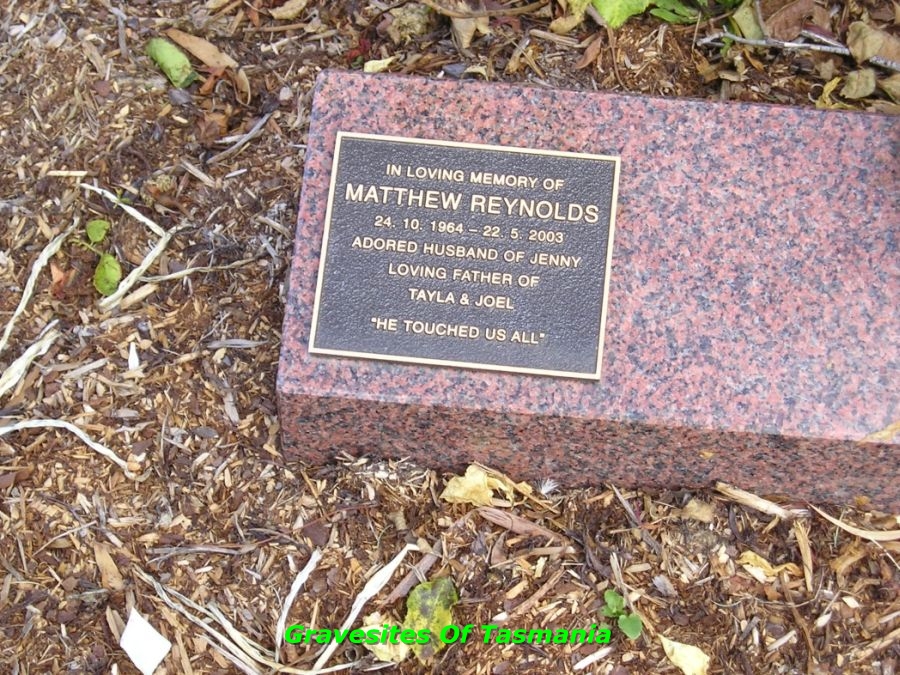 IN LOVING MEMORY OF
MATTHEW REYNOLDS
24. 10. 1964 – 22. 5. 2003
ADORED HUSBAND OF JENNY
LOVING FATHER OF
TAYLA & JOEL
"HE TOUCHED US ALL"
Gravesites Of Tasmania